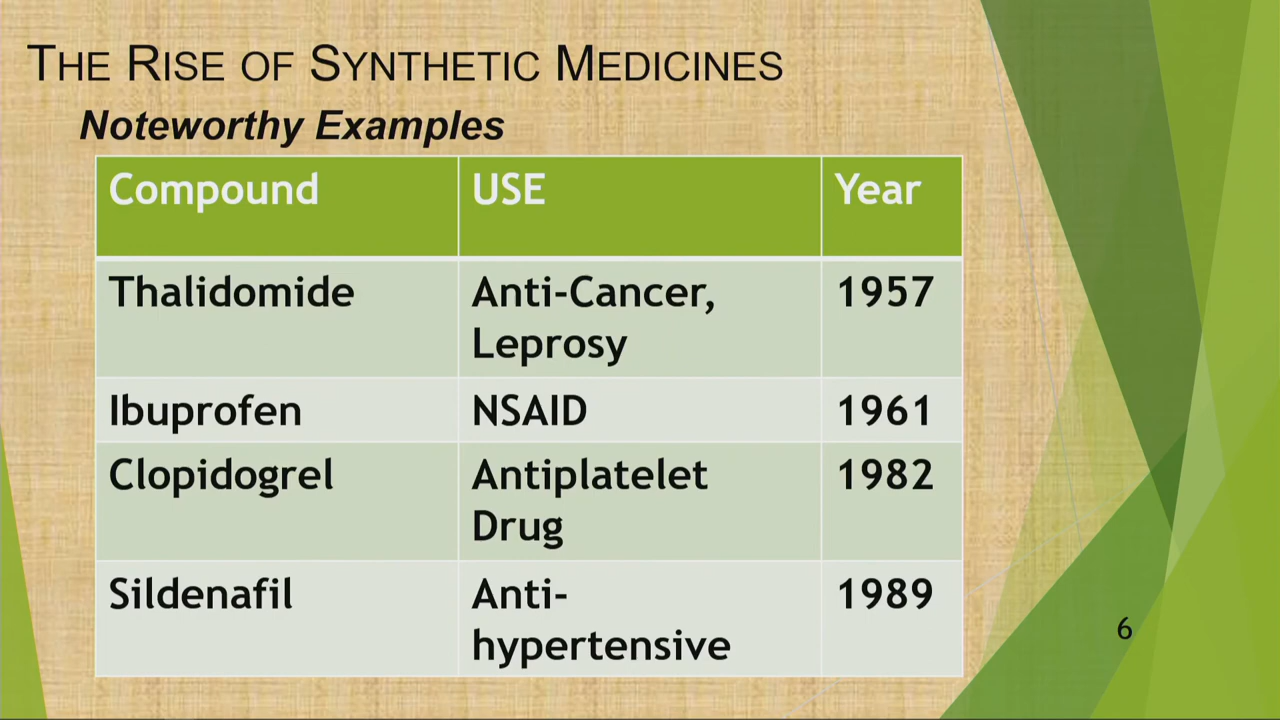 THE RISE OF SYNTHETIC MEDICINES
Noteworthy Examples
Compound USE Year
Thalidomide Anti-Cancer, 1957
Leprosy
Ibuprofen NSAID 1961
Clopidogrel Antiplatelet 1982
Drug
Sildenafil Anti- 1989
hypertensive
6